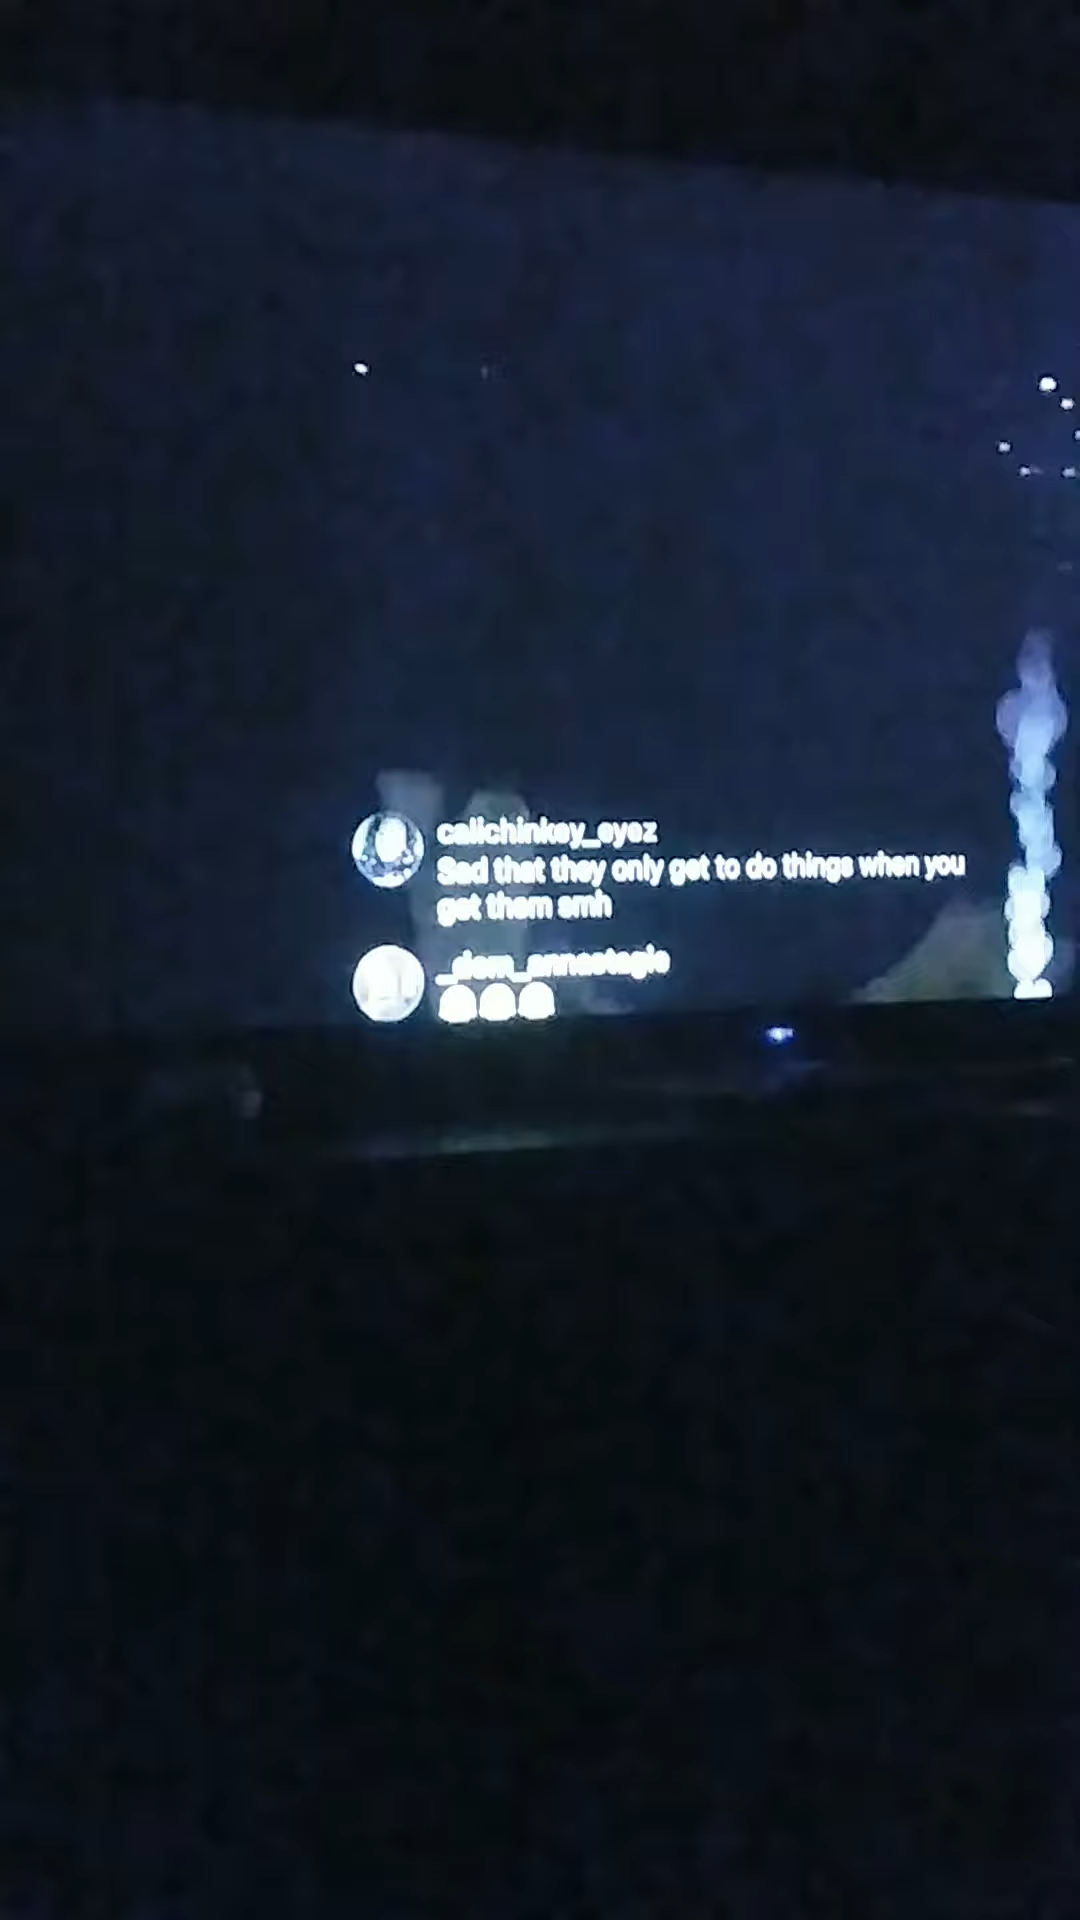 calichinkey_eyez
Sad that they only get to do things when you
get them smh